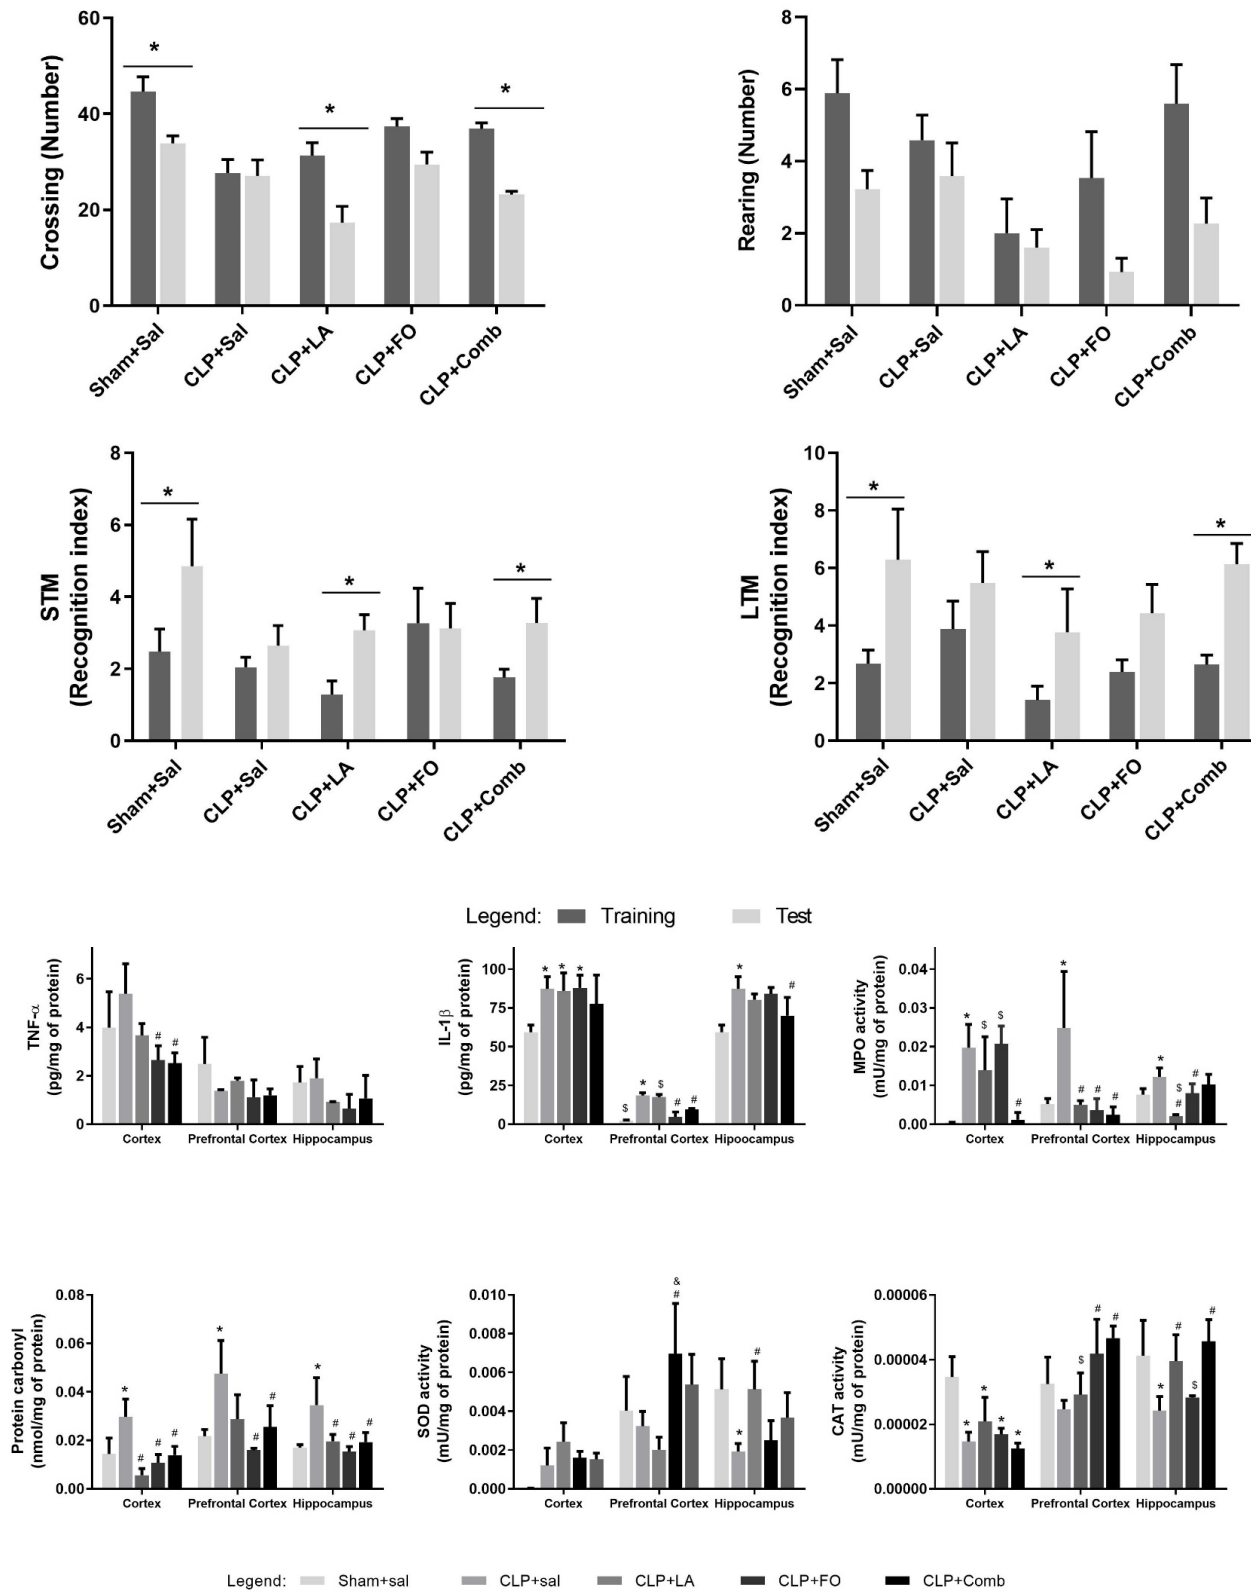 Crossing (Number)
60
40
20
0
*
*
*
Sham+Sal
CLP+Sal
CLP+LA
CLP+FO
CLP+Comb
Rearing (Number)
8
6
4
2
0
Sham+Sal
CLP+Sal
CLP+LA
CLP+FO
CLP+Comb
STM
(Recognition index)
8
6
4
2
0
*
*
*
Sham+Sal
CLP+Sal
CLP+LA
CLP+FO
CLP+Comb
LTM
(Recognition index)
10
8
6
4
2
0
*
*
*
Sham+Sal
CLP+Sal
CLP+LA
CLP+FO
CLP+Comb
Legend: Training Test
TNF-α
(pg/mg of protein)
6
4
2
0
# #
Cortex Prefrontal Cortex Hippocampus
IL-1β
(pg/mg of protein)
100
75
50
25
0
* * *
$ * $ # #
* #
Cortex Prefrontal Cortex Hipoocampus
MPO activity
(mU/mg of protein)
0.04
0.03
0.02
0.01
0.00
* $ $ #
* # # #
* $ # #
Cortex Prefrontal Cortex Hippocampus
Protein carbonyl
(nmol/mg of protein)
0.08
0.06
0.04
0.02
0.00
* # # #
* # #
* # # #
Cortex Prefrontal Cortex Hippocampus
SOD activity
(mU/mg of protein)
0.010
0.008
0.006
0.004
0.002
0.000
&
#
* #
Cortex Prefrontal Cortex Hippocampus
CAT activity
(mU/mg of protein)
0.00006
0.00004
0.00002
0.00000
* * * *
$ # #
* # $ #
Cortex Prefrontal Cortex Hippocampus
Legend: Sham+sal CLP+sal CLP+LA CLP+FO CLP+Comb